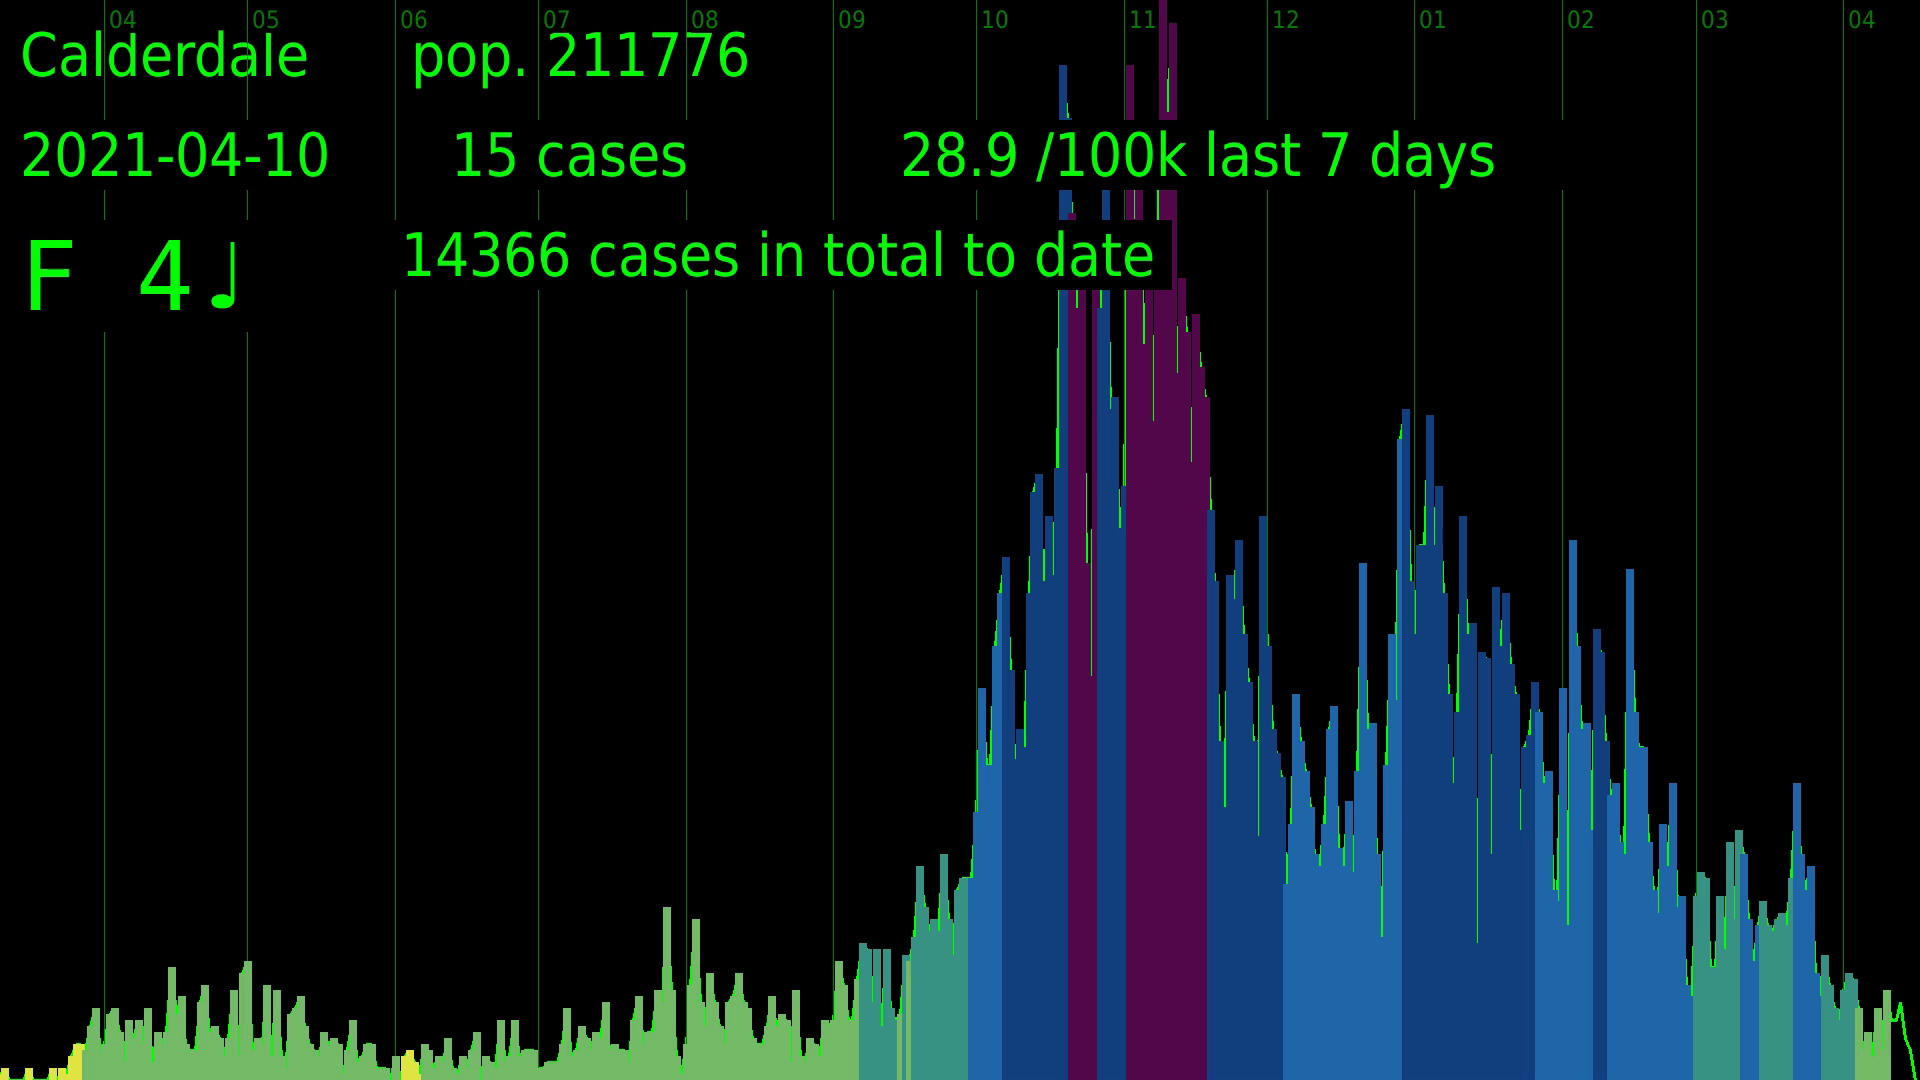 04 05 06 07 08 09 10 11 12 01 02 03 04
Calderdale pop. 211776
2021-04-10 15 cases 28.9 /100k last 7 days
F 4♩ 14366 cases in total to date